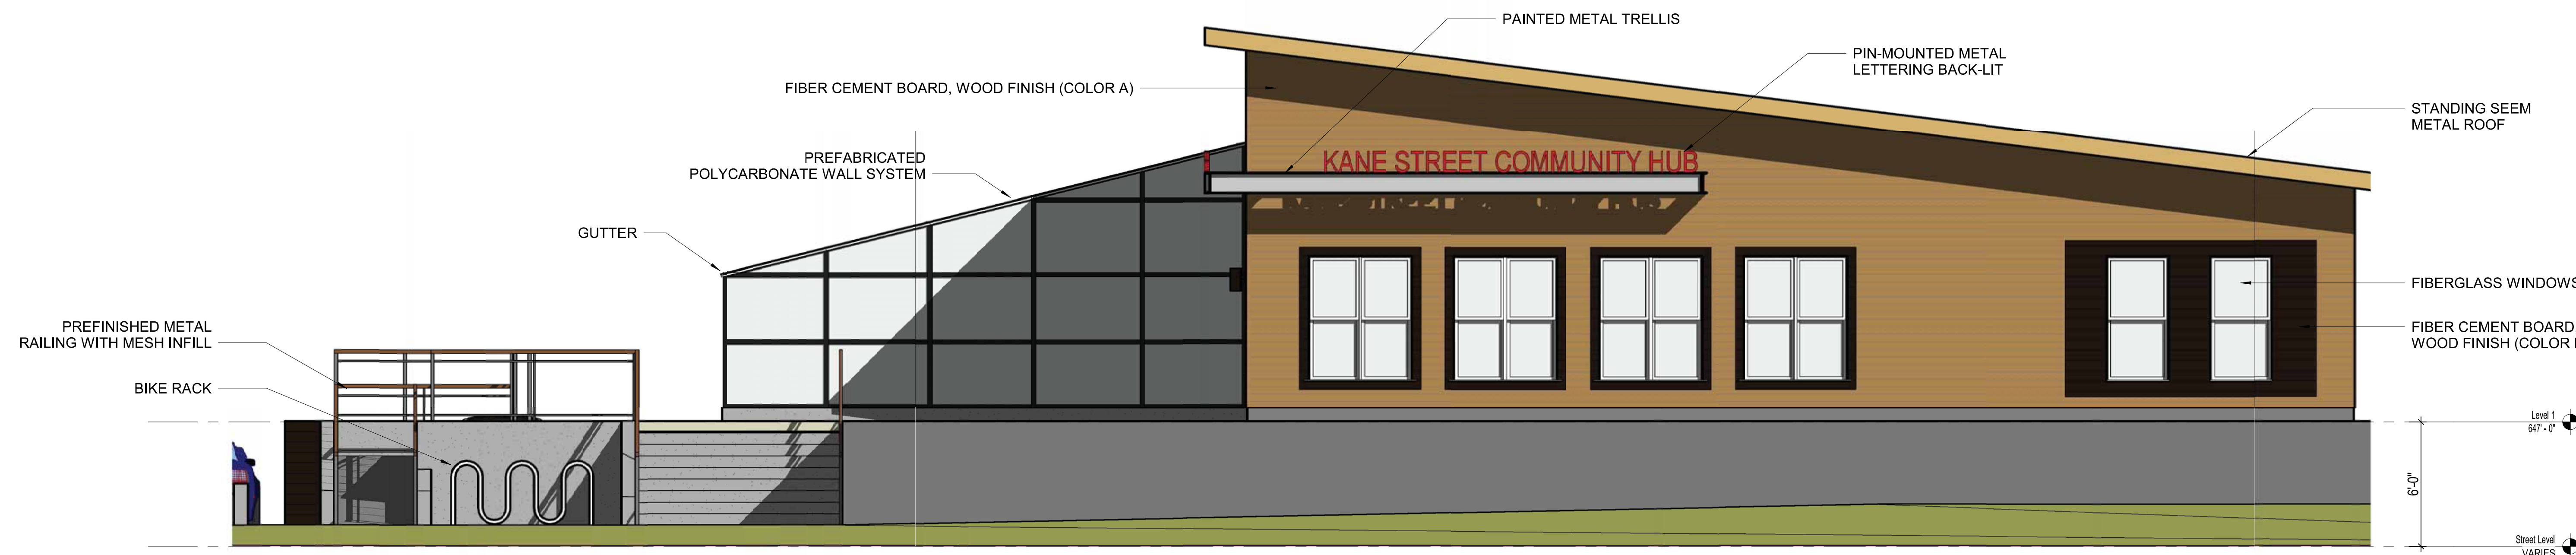 PAINTED METAL TRELLIS
PIN-MOUNTED METAL
LETTERING BACK-LIT
FIBER CEMENT BOARD, WOOD FINISH (COLOR A)
STANDING SEEM
METAL ROOF
PREFABRICATED
POLYCARBONATE WALL SYSTEM
KANE STREET COMMUNITY HUB
GUTTER
FIBERGLASS WINDOWS
PREFINISHED METAL
RAILING WITH MESH INFILL
FIBER CEMENT BOARD
WOOD FINISH (COLOR
BIKE RACK
Level 1
647' - 0"
6'-0"
Street Level
VARIES